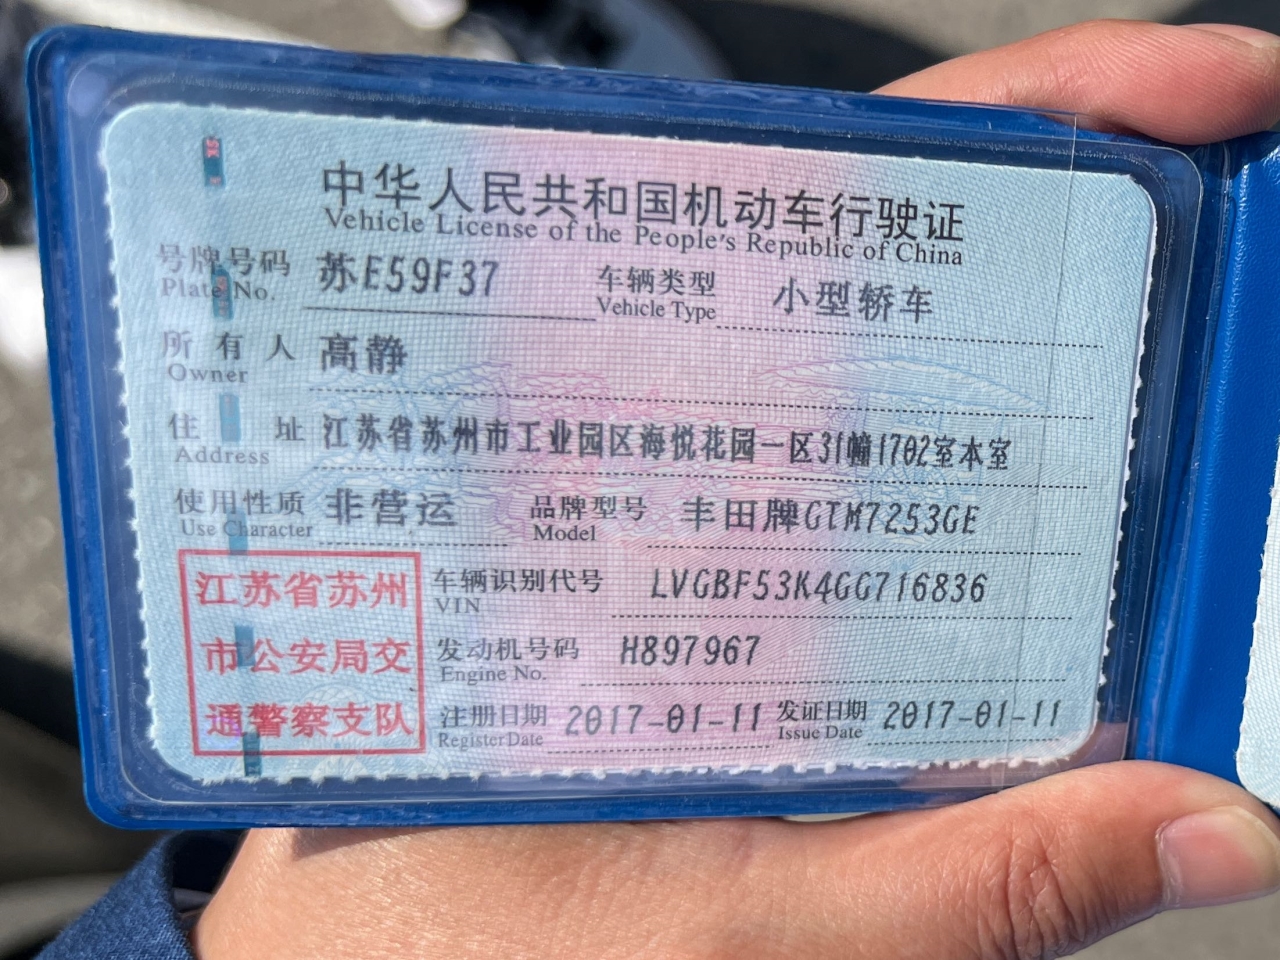 中华人民共和国机动车行驶证
Vehicle License of the People's Republic of China
号牌号码 苏E59F37 车辆类型 小型轿车
Plate No. Vehicle Type
所有人 高静
Owner
住址 江苏省苏州市工业园区海悦花园一区31幢1702室本室
Address
使用性质 非营运 品牌型号 丰田牌GTM7253GE
Use Character Model
江苏省苏州
市公安局交
通警察支队
车辆识别代号 LVGBF53K4GG716836
VIN
发动机号码 H897967
Engine No.
注册日期 2017-01-11 发证日期 2017-01-11
Register Date Issue Date